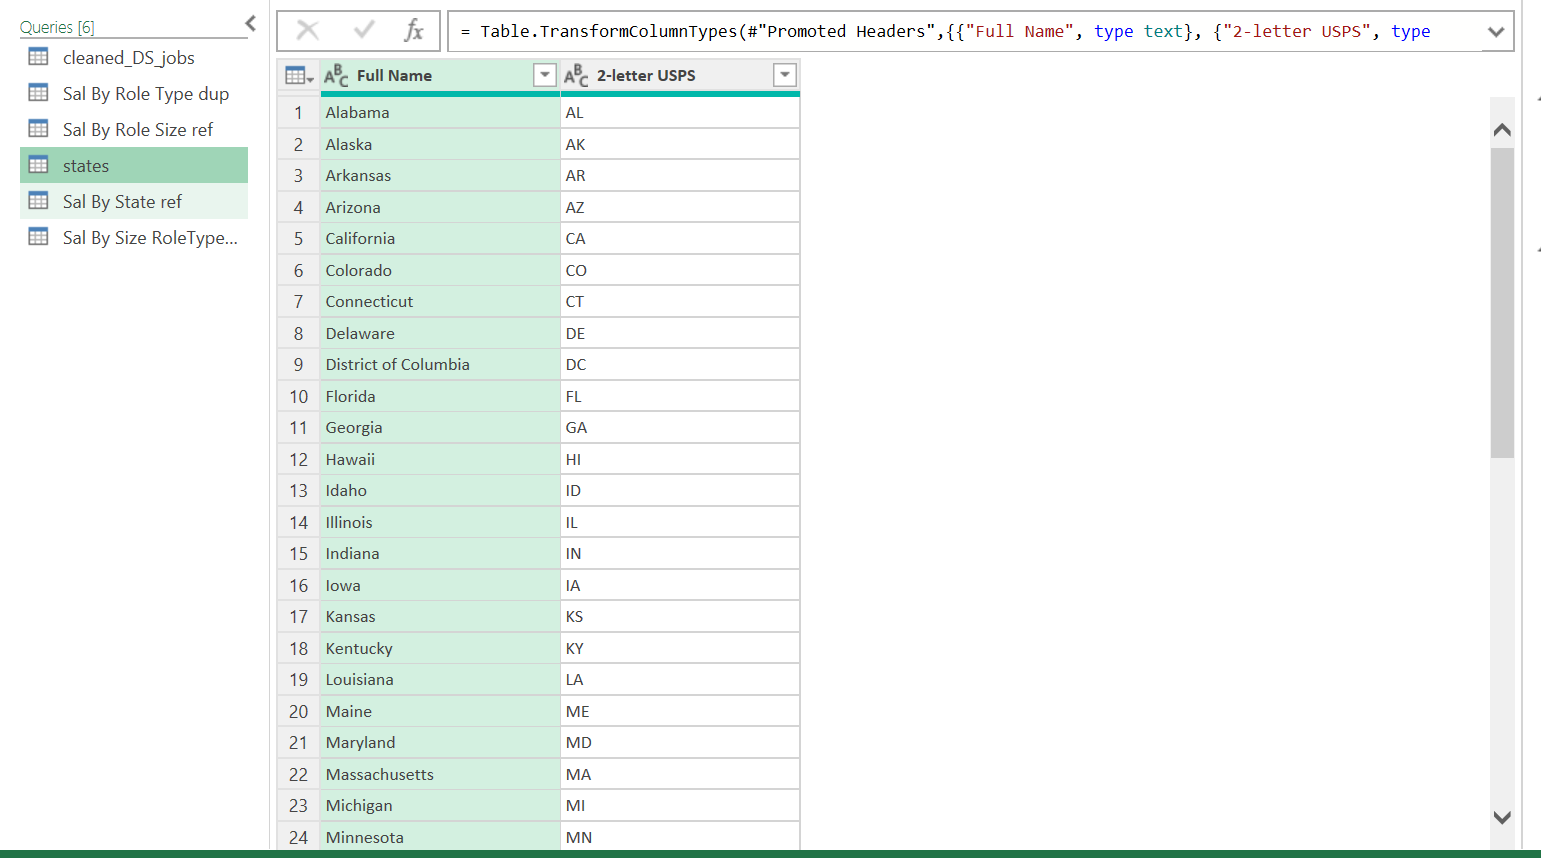 Queries [6]
cleaned_DS_jobs
Sal By Role Type dup
Sal By Role Size ref
states
Sal By State ref
Sal By Size RoleType...
fx
= Table.TransformColumnTypes(#"Promoted Headers",{{"Full Name", type text}, {"2-letter USPS", type
ABC Full Name ABC 2-letter USPS
1 Alabama AL
2 Alaska AK
3 Arkansas AR
4 Arizona AZ
5 California CA
6 Colorado CO
7 Connecticut CT
8 Delaware DE
9 District of Columbia DC
10 Florida FL
11 Georgia GA
12 Hawaii HI
13 Idaho ID
14 Illinois IL
15 Indiana IN
16 Iowa IA
17 Kansas KS
18 Kentucky KY
19 Louisiana LA
20 Maine ME
21 Maryland MD
22 Massachusetts MA
23 Michigan MI
24 Minnesota MN